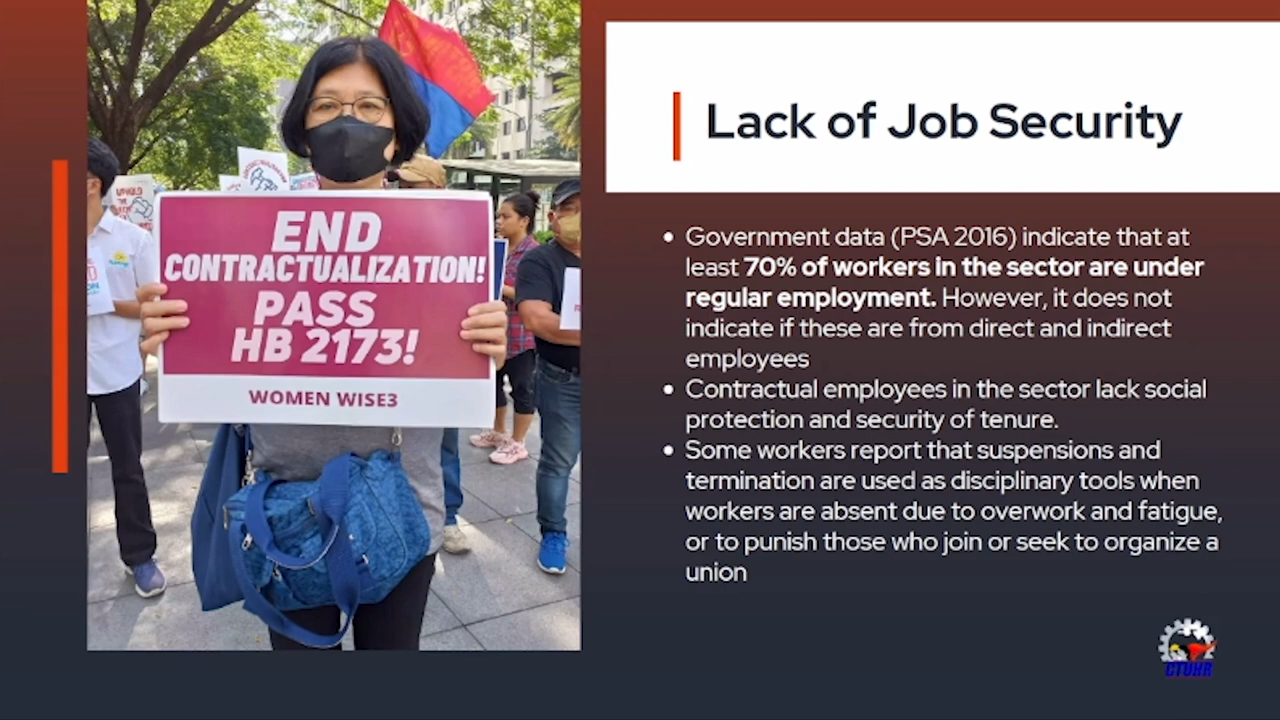 Lack of Job Security
END
CONTRACTUALIZATION!
PASS
HB 2173!
WOMEN WISE3
• Government data (PSA 2016) indicate that at
least 70% of workers in the sector are under
regular employment. However, it does not
indicate if these are from direct and indirect
employees
• Contractual employees in the sector lack social
protection and security of tenure.
• Some workers report that suspensions and
termination are used as disciplinary tools when
workers are absent due to overwork and fatigue,
or to punish those who join or seek to organize a
union
CTUHR